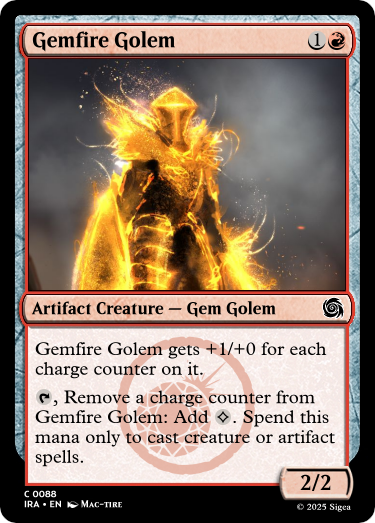 Gemfire Golem 1
Artifact Creature — Gem Golem
Gemfire Golem gets +1/+0 for each
charge counter on it.
, Remove a charge counter from
Gemfire Golem: Add . Spend this
mana only to cast creature or artifact
spells.
2/2
C 0088
IRA • EN Mac-tire
© 2025 Sigea